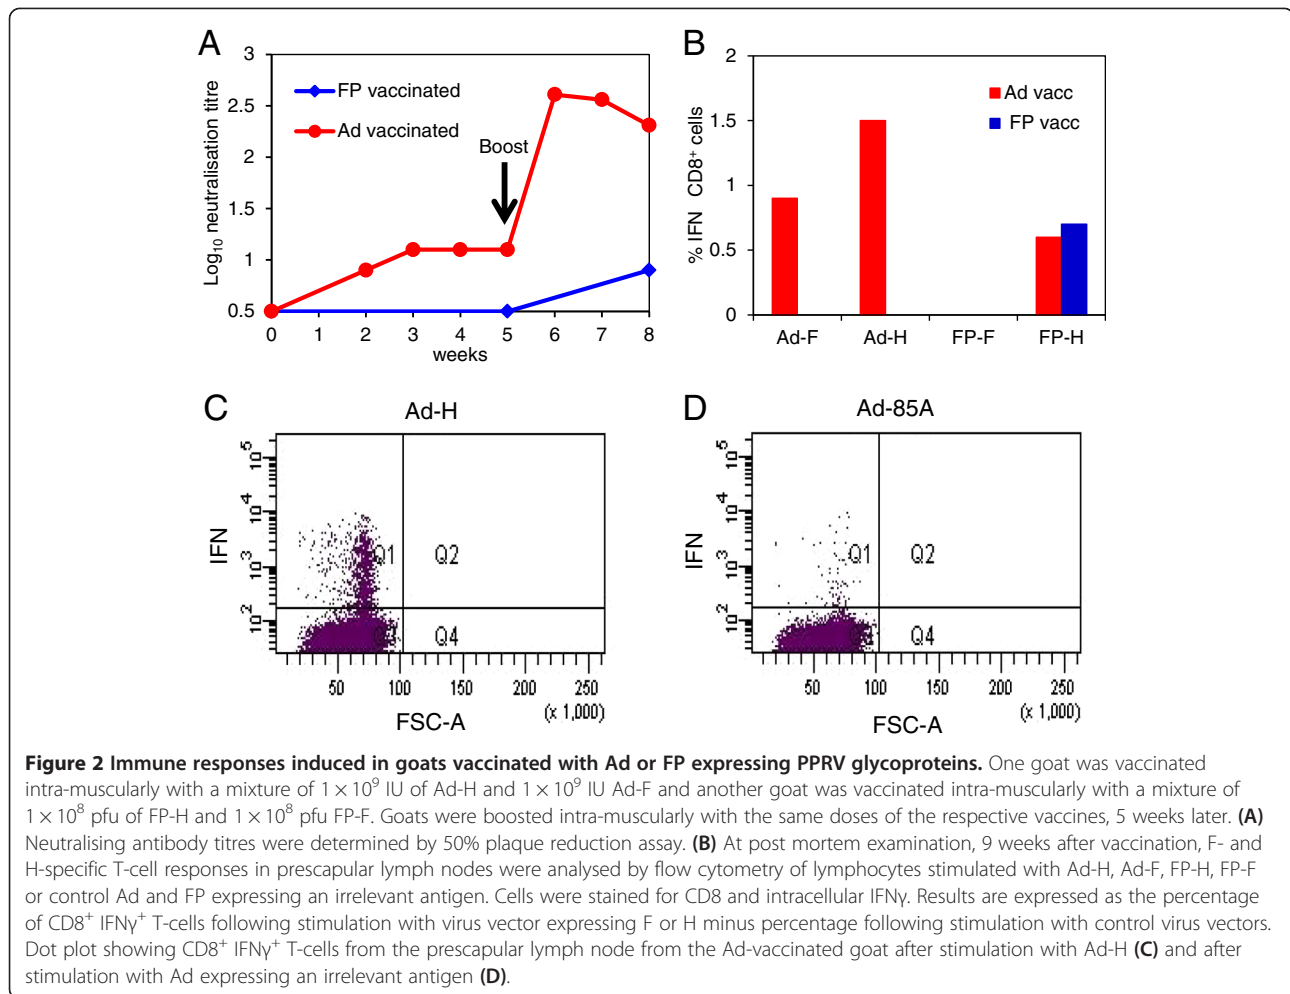 A
3
2.5
2
1.5
1
0.5
Log10 neutralisation titre
FP vaccinated
Ad vaccinated
Boost
0 1 2 3 4 5 6 7 8
weeks
B
2
1.5
1
0.5
0
% IFN CD8⁺ cells
Ad vacc
FP vacc
Ad-F Ad-H FP-F FP-H
C
Ad-H
IFN
10⁵
10⁴
10³
10²
Q1 Q2
Q4
50 100 150 200 250
(x 1,000)
FSC-A
D
Ad-85A
IFN
10⁵
10⁴
10³
10²
Q1 Q2
Q4
50 100 150 200 250
(x 1,000)
FSC-A
Figure 2 Immune responses induced in goats vaccinated with Ad or FP expressing PPRV glycoproteins. One goat was vaccinated
intra-muscularly with a mixture of 1 × 10⁹ IU of Ad-H and 1 × 10⁹ IU Ad-F and another goat was vaccinated intra-muscularly with a mixture of
1 × 10⁸ pfu of FP-H and 1 × 10⁸ pfu FP-F. Goats were boosted intra-muscularly with the same doses of the respective vaccines, 5 weeks later. (A)
Neutralising antibody titres were determined by 50% plaque reduction assay. (B) At post mortem examination, 9 weeks after vaccination, F- and
H-specific T-cell responses in prescapular lymph nodes were analysed by flow cytometry of lymphocytes stimulated with Ad-H, Ad-F, FP-H, FP-F
or control Ad and FP expressing an irrelevant antigen. Cells were stained for CD8 and intracellular IFNγ. Results are expressed as the percentage
of CD8⁺ IFNγ⁺ T-cells following stimulation with virus vector expressing F or H minus percentage following stimulation with control virus vectors.
Dot plot showing CD8⁺ IFNγ⁺ T-cells from the prescapular lymph node from the Ad-vaccinated goat after stimulation with Ad-H (C) and after
stimulation with Ad expressing an irrelevant antigen (D).